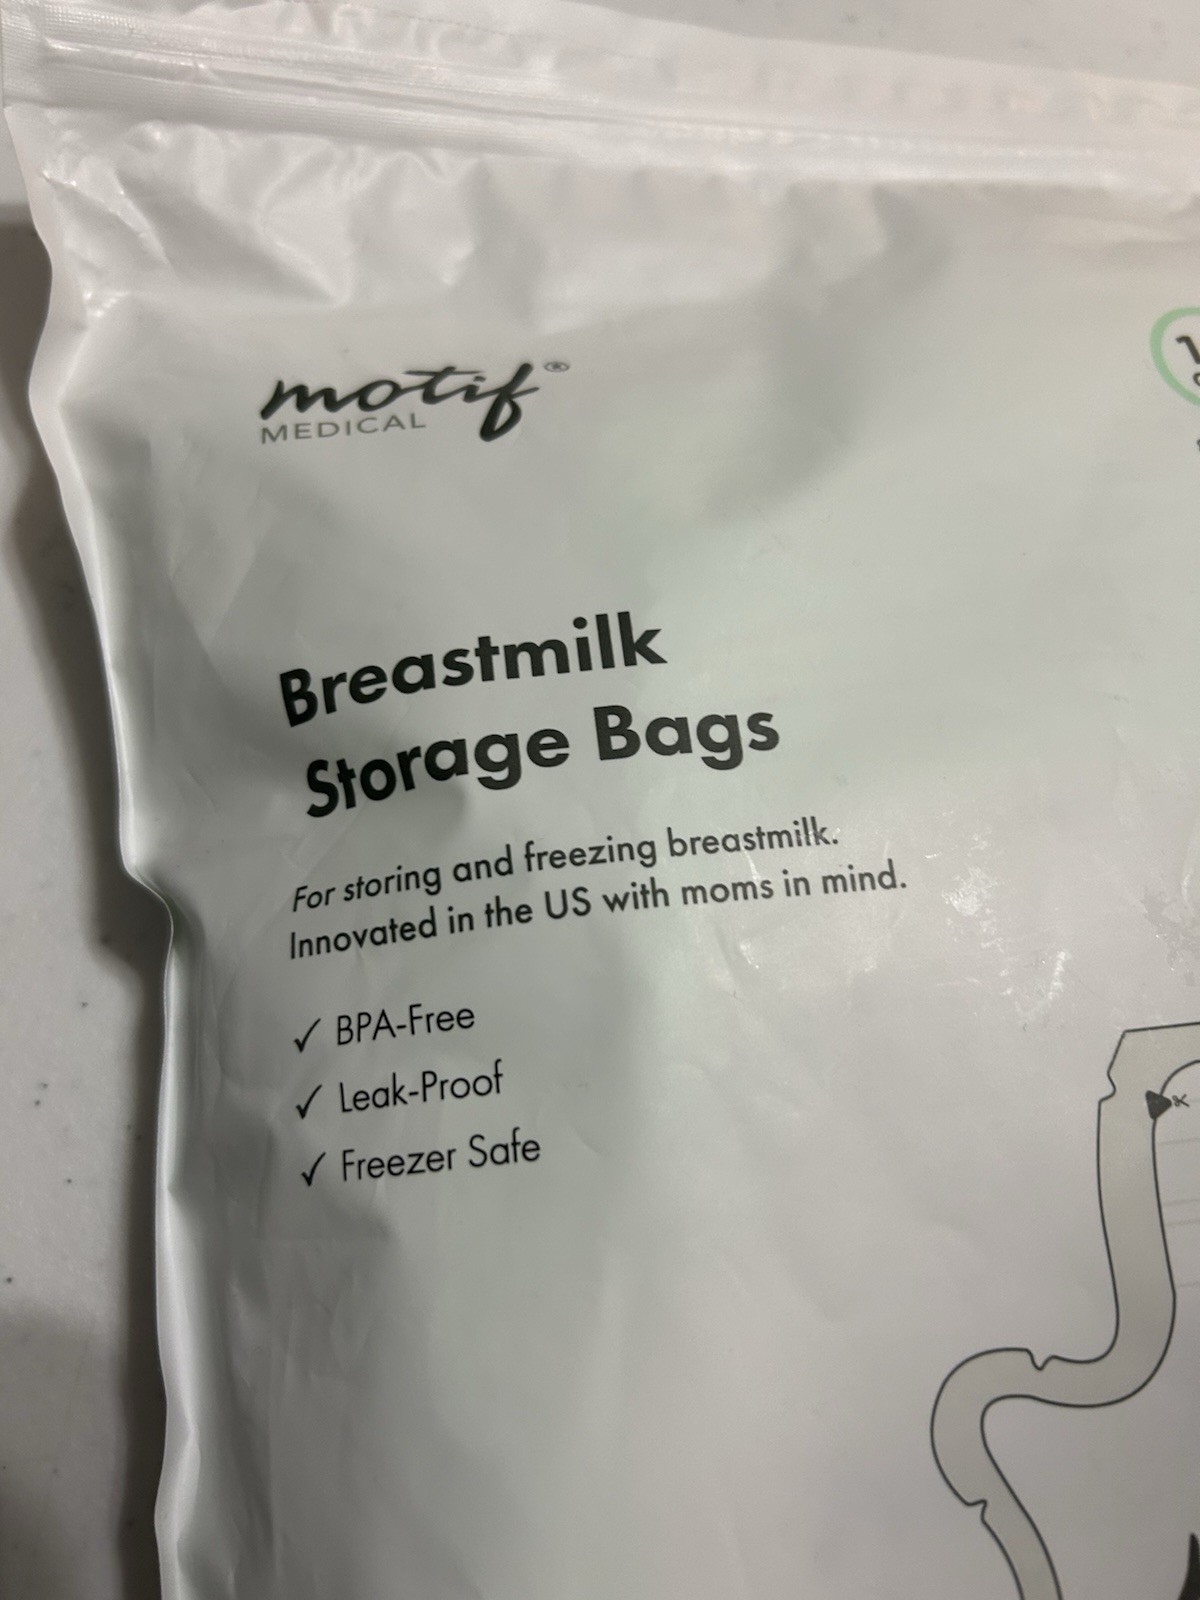 motif®
MEDICAL
Breastmilk
Storage Bags
For storing and freezing breastmilk.
Innovated in the US with moms in mind.
✓ BPA-Free
✓ Leak-Proof
✓ Freezer Safe